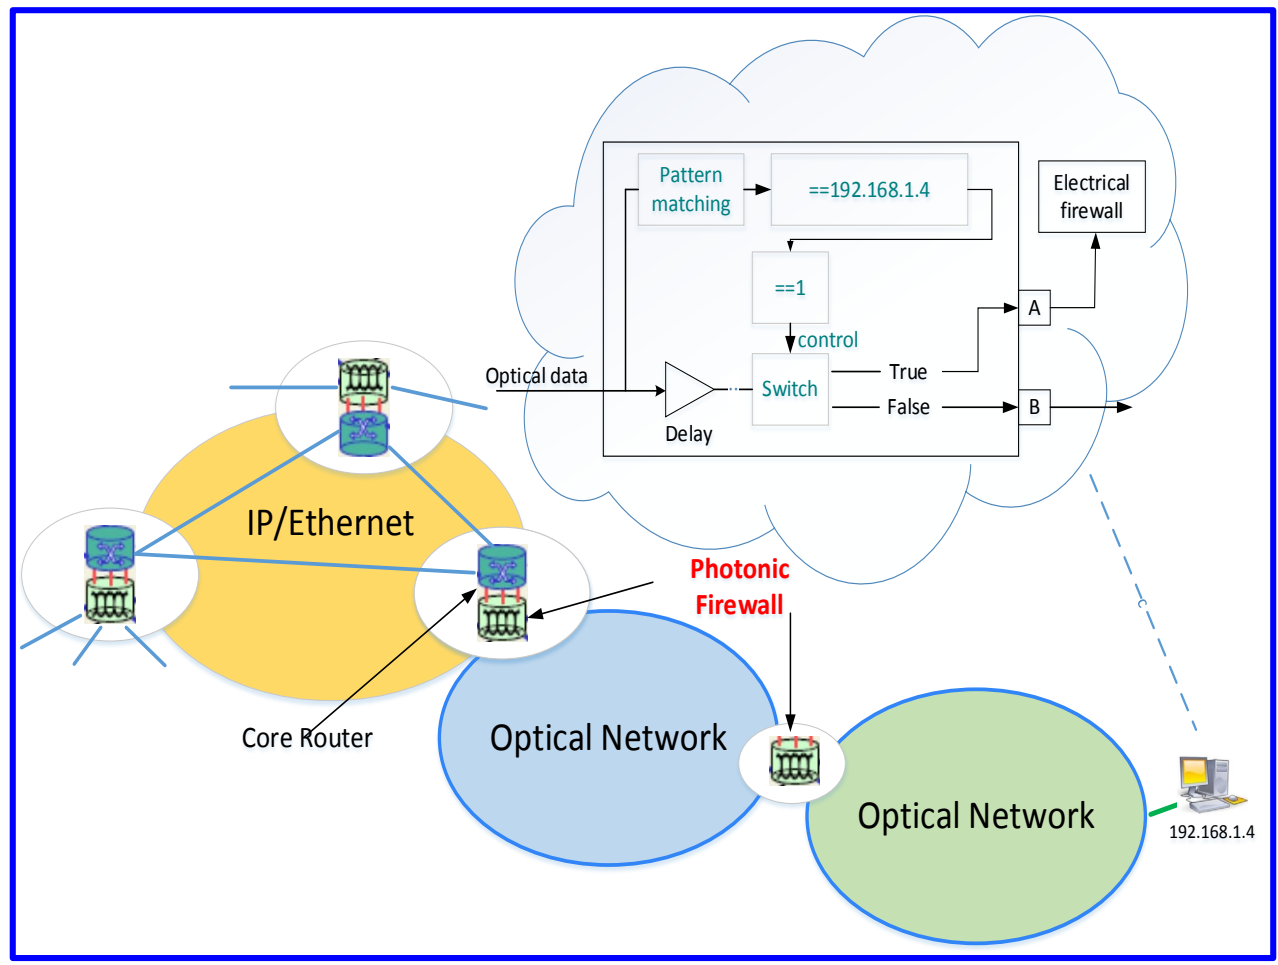 Pattern
matching
==192.168.1.4
Electrical
firewall
==1
A
control
Optical data
Switch
True
False
B
Delay
IP/Ethernet
Photonic
Firewall
Core Router
Optical Network
Optical Network
192.168.1.4